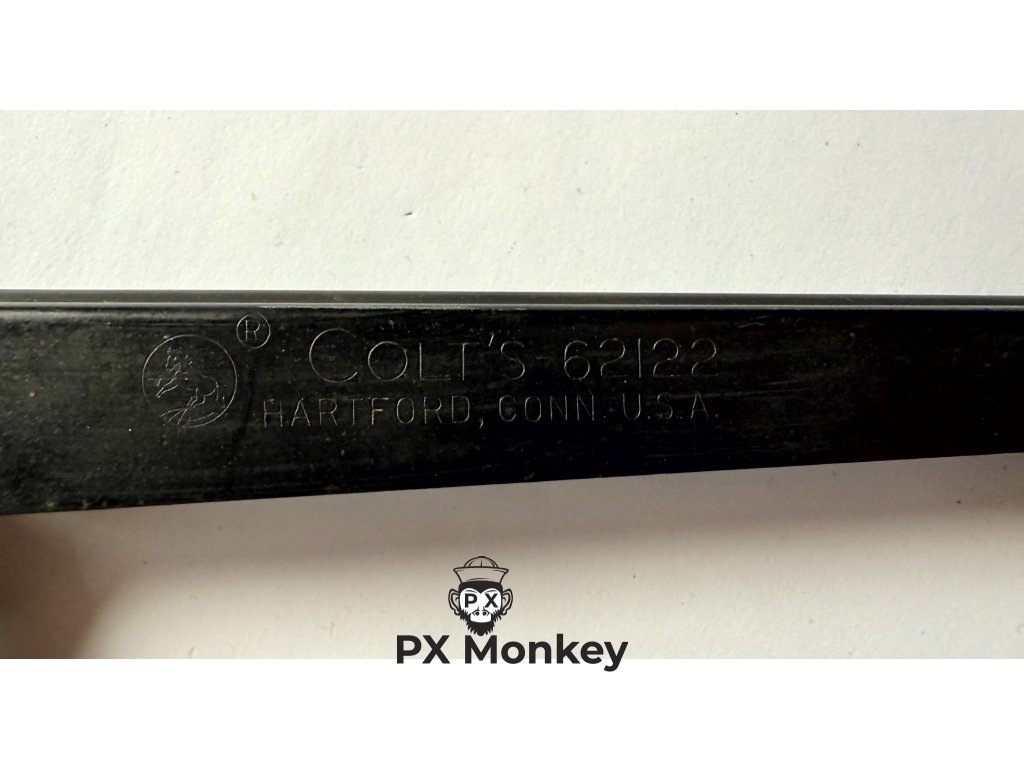 ® COLT'S 62122
HARTFORD, CONN. U.S.A.
PX
PX Monkey